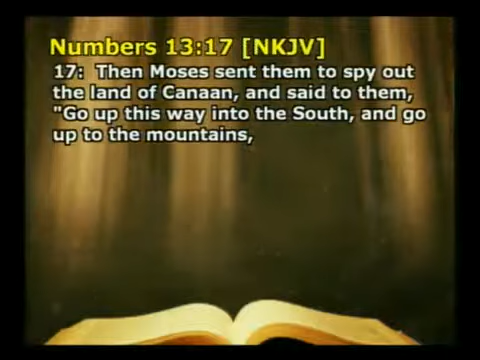 Numbers 13:17 [NKJV]
17:  Then Moses sent them to spy out
the land of Canaan, and said to them,
"Go up this way into the South, and go
up to the mountains,